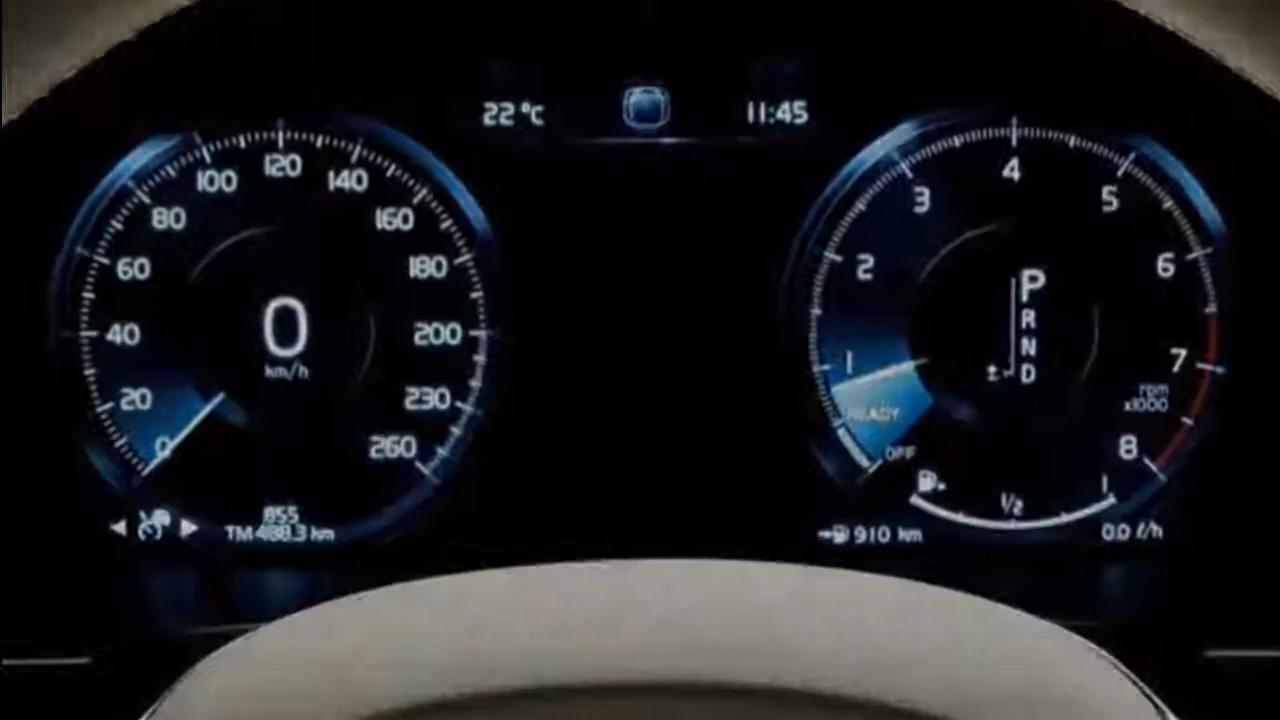 22 °C
11:45
0
20
40
60
80
100
120
140
160
180
200
230
260
0
km/h
855
TM 488.3 km
OFF
READY
1
2
3
4
5
6
7
8
rpm
x1000
P
R
N
D
±
1/2
1
910 km
0.0 l/h